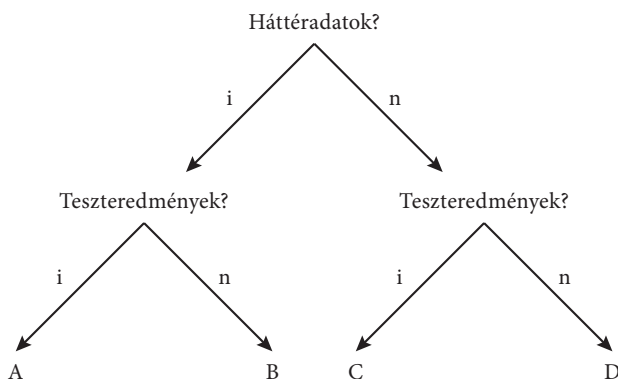 Háttéradatok?
i n
Teszteredmények? Teszteredmények?
i n i n
A B C D